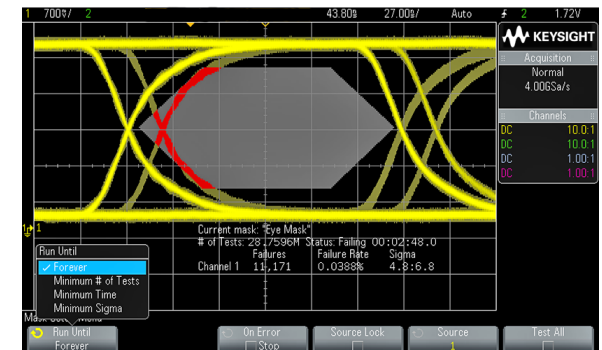 1 700♈/ 2 43.80s 27.00s/ Auto 2 1.72V
KEYSIGHT
Acquisition
Normal
4.00GSa/s
Channels
DC 10.0:1
DC 10.0:1
DC 1.00:1
DC 1.00:1
1
Current mask: "Eye Mask"
# of Tests: 28.7596M Status: Failing 00:02:48.0
Failures Failure Rate Sigma
Channel 1 11,171 0.0388% 4.8:6.8
Run Until
✓ Forever
Minimum # of Tests
Minimum Time
Minimum Sigma
Run Until
Forever
On Error
Stop
Source Lock
Source
1
Test All